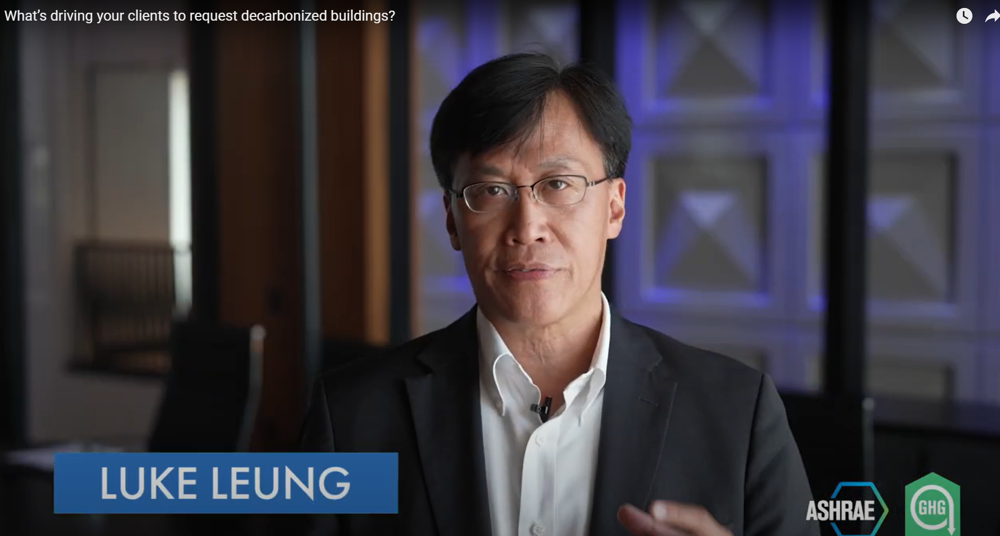 What’s driving your clients to request decarbonized buildings?
LUKE LEUNG
ASHRAE
GHG